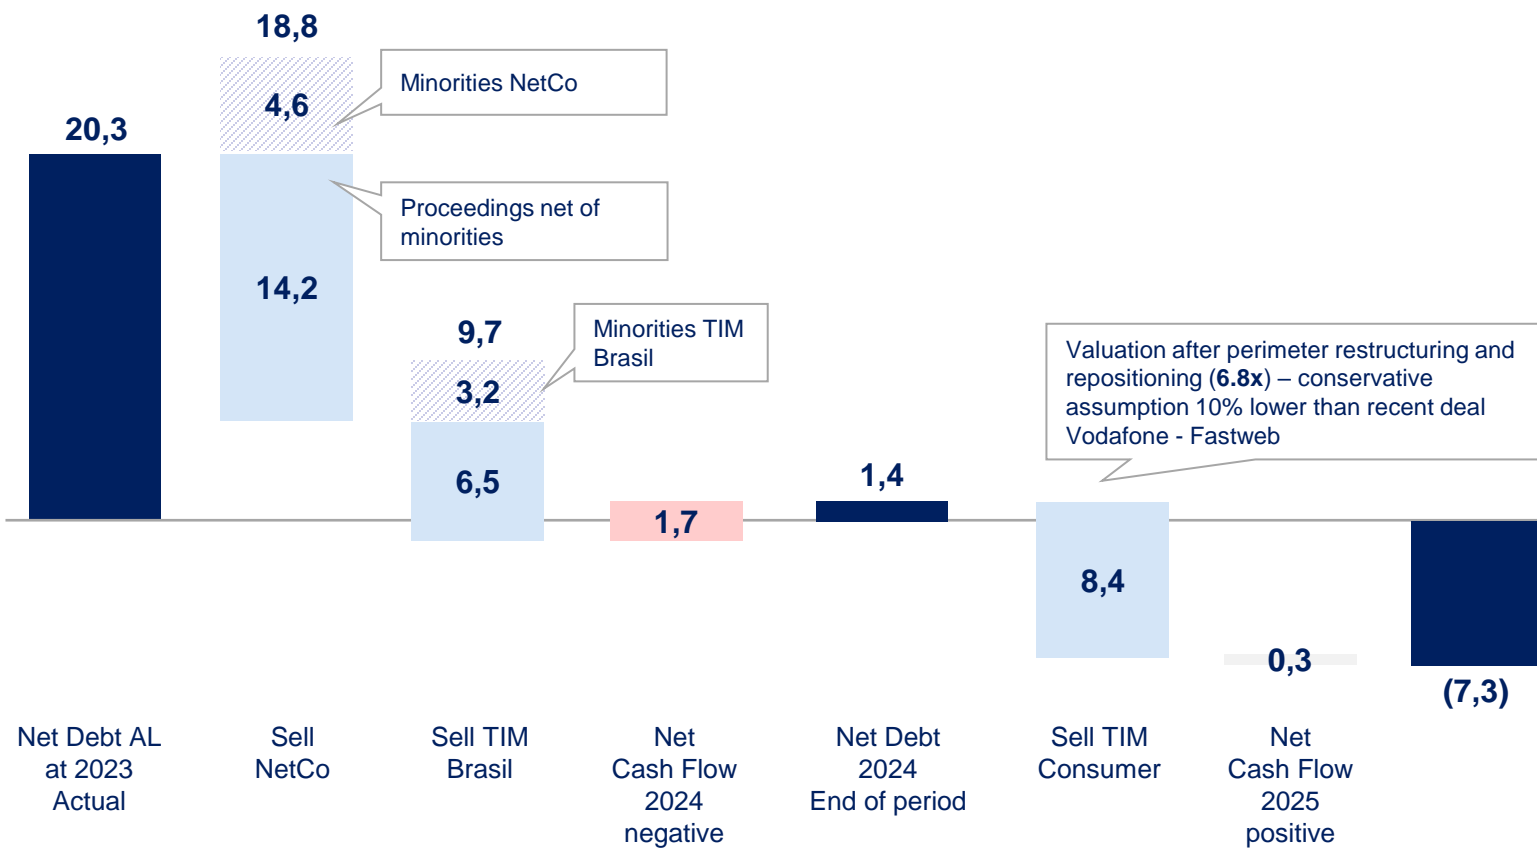 18,8
Minorities NetCo
4,6
20,3
Proceedings net of
minorities
14,2
9,7
Minorities TIM
Brasil
3,2
6,5
1,7
1,4
Valuation after perimeter restructuring and
repositioning (6.8x) – conservative
assumption 10% lower than recent deal
Vodafone - Fastweb
8,4
0,3
(7,3)
Net Debt AL
at 2023
Actual
Sell
NetCo
Sell TIM
Brasil
Net
Cash Flow
2024
negative
Net Debt
2024
End of period
Sell TIM
Consumer
Net
Cash Flow
2025
positive